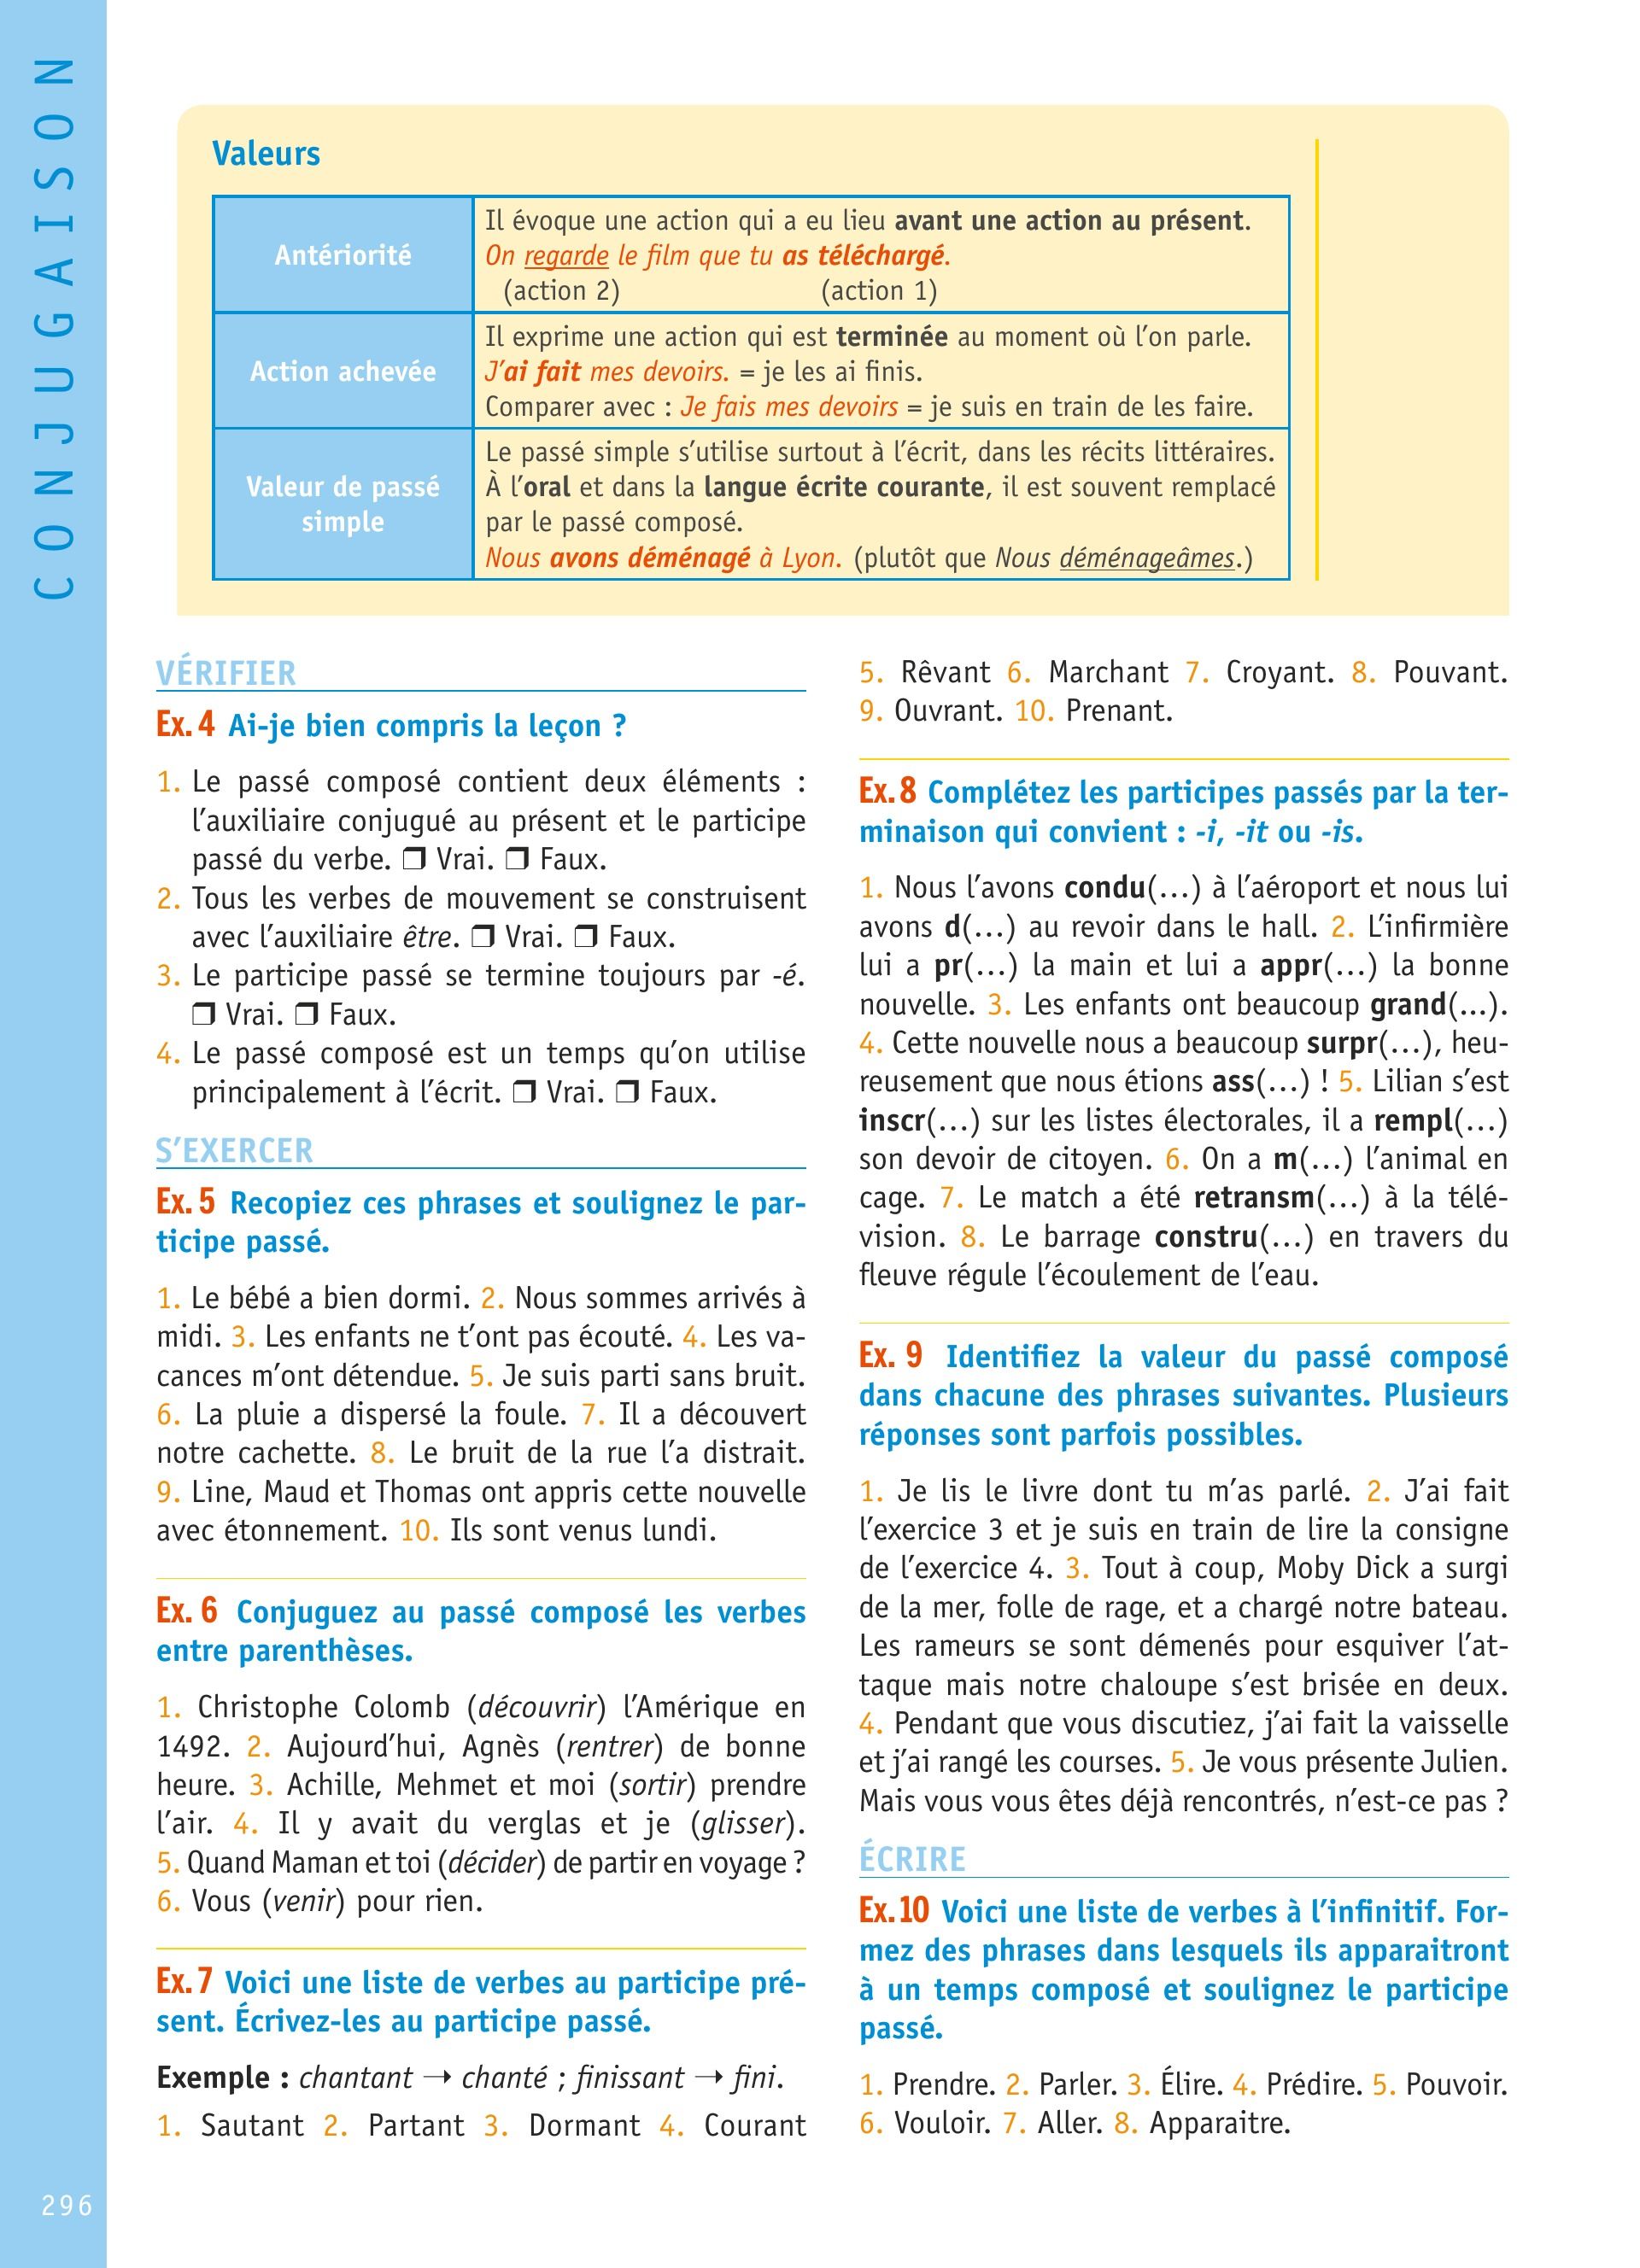 CONJUGAISON
Valeurs
Antériorité
Il évoque une action qui a eu lieu avant une action au présent.
On regarde le film que tu as téléchargé.
(action 2) (action 1)
Action achevée
Il exprime une action qui est terminée au moment où l’on parle.
J’ai fait mes devoirs. = je les ai finis.
Comparer avec : Je fais mes devoirs = je suis en train de les faire.
Valeur de passé
simple
Le passé simple s’utilise surtout à l’écrit, dans les récits littéraires.
À l’oral et dans la langue écrite courante, il est souvent remplacé
par le passé composé.
Nous avons déménagé à Lyon. (plutôt que Nous déménageâmes.)
VÉRIFIER
Ex. 4 Ai-je bien compris la leçon ?
1. Le passé composé contient deux éléments :
l’auxiliaire conjugué au présent et le participe
passé du verbe. ❒ Vrai. ❒ Faux.
2. Tous les verbes de mouvement se construisent
avec l’auxiliaire être. ❒ Vrai. ❒ Faux.
3. Le participe passé se termine toujours par -é.
❒ Vrai. ❒ Faux.
4. Le passé composé est un temps qu’on utilise
principalement à l’écrit. ❒ Vrai. ❒ Faux.
S’EXERCER
Ex. 5 Recopiez ces phrases et soulignez le par-
ticipe passé.
1. Le bébé a bien dormi. 2. Nous sommes arrivés à
midi. 3. Les enfants ne t’ont pas écouté. 4. Les va-
cances m’ont détendue. 5. Je suis parti sans bruit.
6. La pluie a dispersé la foule. 7. Il a découvert
notre cachette. 8. Le bruit de la rue l’a distrait.
9. Line, Maud et Thomas ont appris cette nouvelle
avec étonnement. 10. Ils sont venus lundi.
Ex. 6 Conjuguez au passé composé les verbes
entre parenthèses.
1. Christophe Colomb (découvrir) l’Amérique en
1492. 2. Aujourd’hui, Agnès (rentrer) de bonne
heure. 3. Achille, Mehmet et moi (sortir) prendre
l’air. 4. Il y avait du verglas et je (glisser).
5. Quand Maman et toi (décider) de partir en voyage ?
6. Vous (venir) pour rien.
Ex. 7 Voici une liste de verbes au participe pré-
sent. Écrivez-les au participe passé.
Exemple : chantant → chanté ; finissant → fini.
1. Sautant 2. Partant 3. Dormant 4. Courant
5. Rêvant 6. Marchant 7. Croyant. 8. Pouvant.
9. Ouvrant. 10. Prenant.
Ex. 8 Complétez les participes passés par la ter-
minaison qui convient : -i, -it ou -is.
1. Nous l’avons condu(…) à l’aéroport et nous lui
avons d(…) au revoir dans le hall. 2. L’infirmière
lui a pr(…) la main et lui a appr(…) la bonne
nouvelle. 3. Les enfants ont beaucoup grand(…).
4. Cette nouvelle nous a beaucoup surpr(…), heu-
reusement que nous étions ass(…) ! 5. Lilian s’est
inscr(…) sur les listes électorales, il a rempl(…)
son devoir de citoyen. 6. On a m(…) l’animal en
cage. 7. Le match a été retransm(…) à la télé-
vision. 8. Le barrage constru(…) en travers du
fleuve régule l’écoulement de l’eau.
Ex. 9 Identifiez la valeur du passé composé
dans chacune des phrases suivantes. Plusieurs
réponses sont parfois possibles.
1. Je lis le livre dont tu m’as parlé. 2. J’ai fait
l’exercice 3 et je suis en train de lire la consigne
de l’exercice 4. 3. Tout à coup, Moby Dick a surgi
de la mer, folle de rage, et a chargé notre bateau.
Les rameurs se sont démenés pour esquiver l’at-
taque mais notre chaloupe s’est brisée en deux.
4. Pendant que vous discutiez, j’ai fait la vaisselle
et j’ai rangé les courses. 5. Je vous présente Julien.
Mais vous vous êtes déjà rencontrés, n’est-ce pas ?
ÉCRIRE
Ex. 10 Voici une liste de verbes à l’infinitif. For-
mez des phrases dans lesquels ils apparaitront
à un temps composé et soulignez le participe
passé.
1. Prendre. 2. Parler. 3. Élire. 4. Prédire. 5. Pouvoir.
6. Vouloir. 7. Aller. 8. Apparaitre.
296